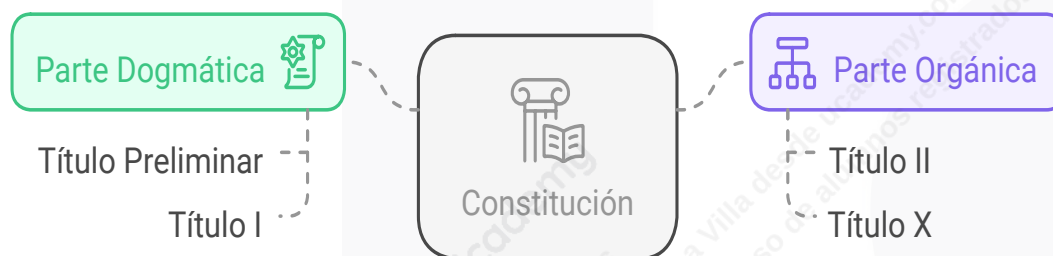 Parte Dogmática
Título Preliminar
Título I
Constitución
Parte Orgánica
Título II
Título X